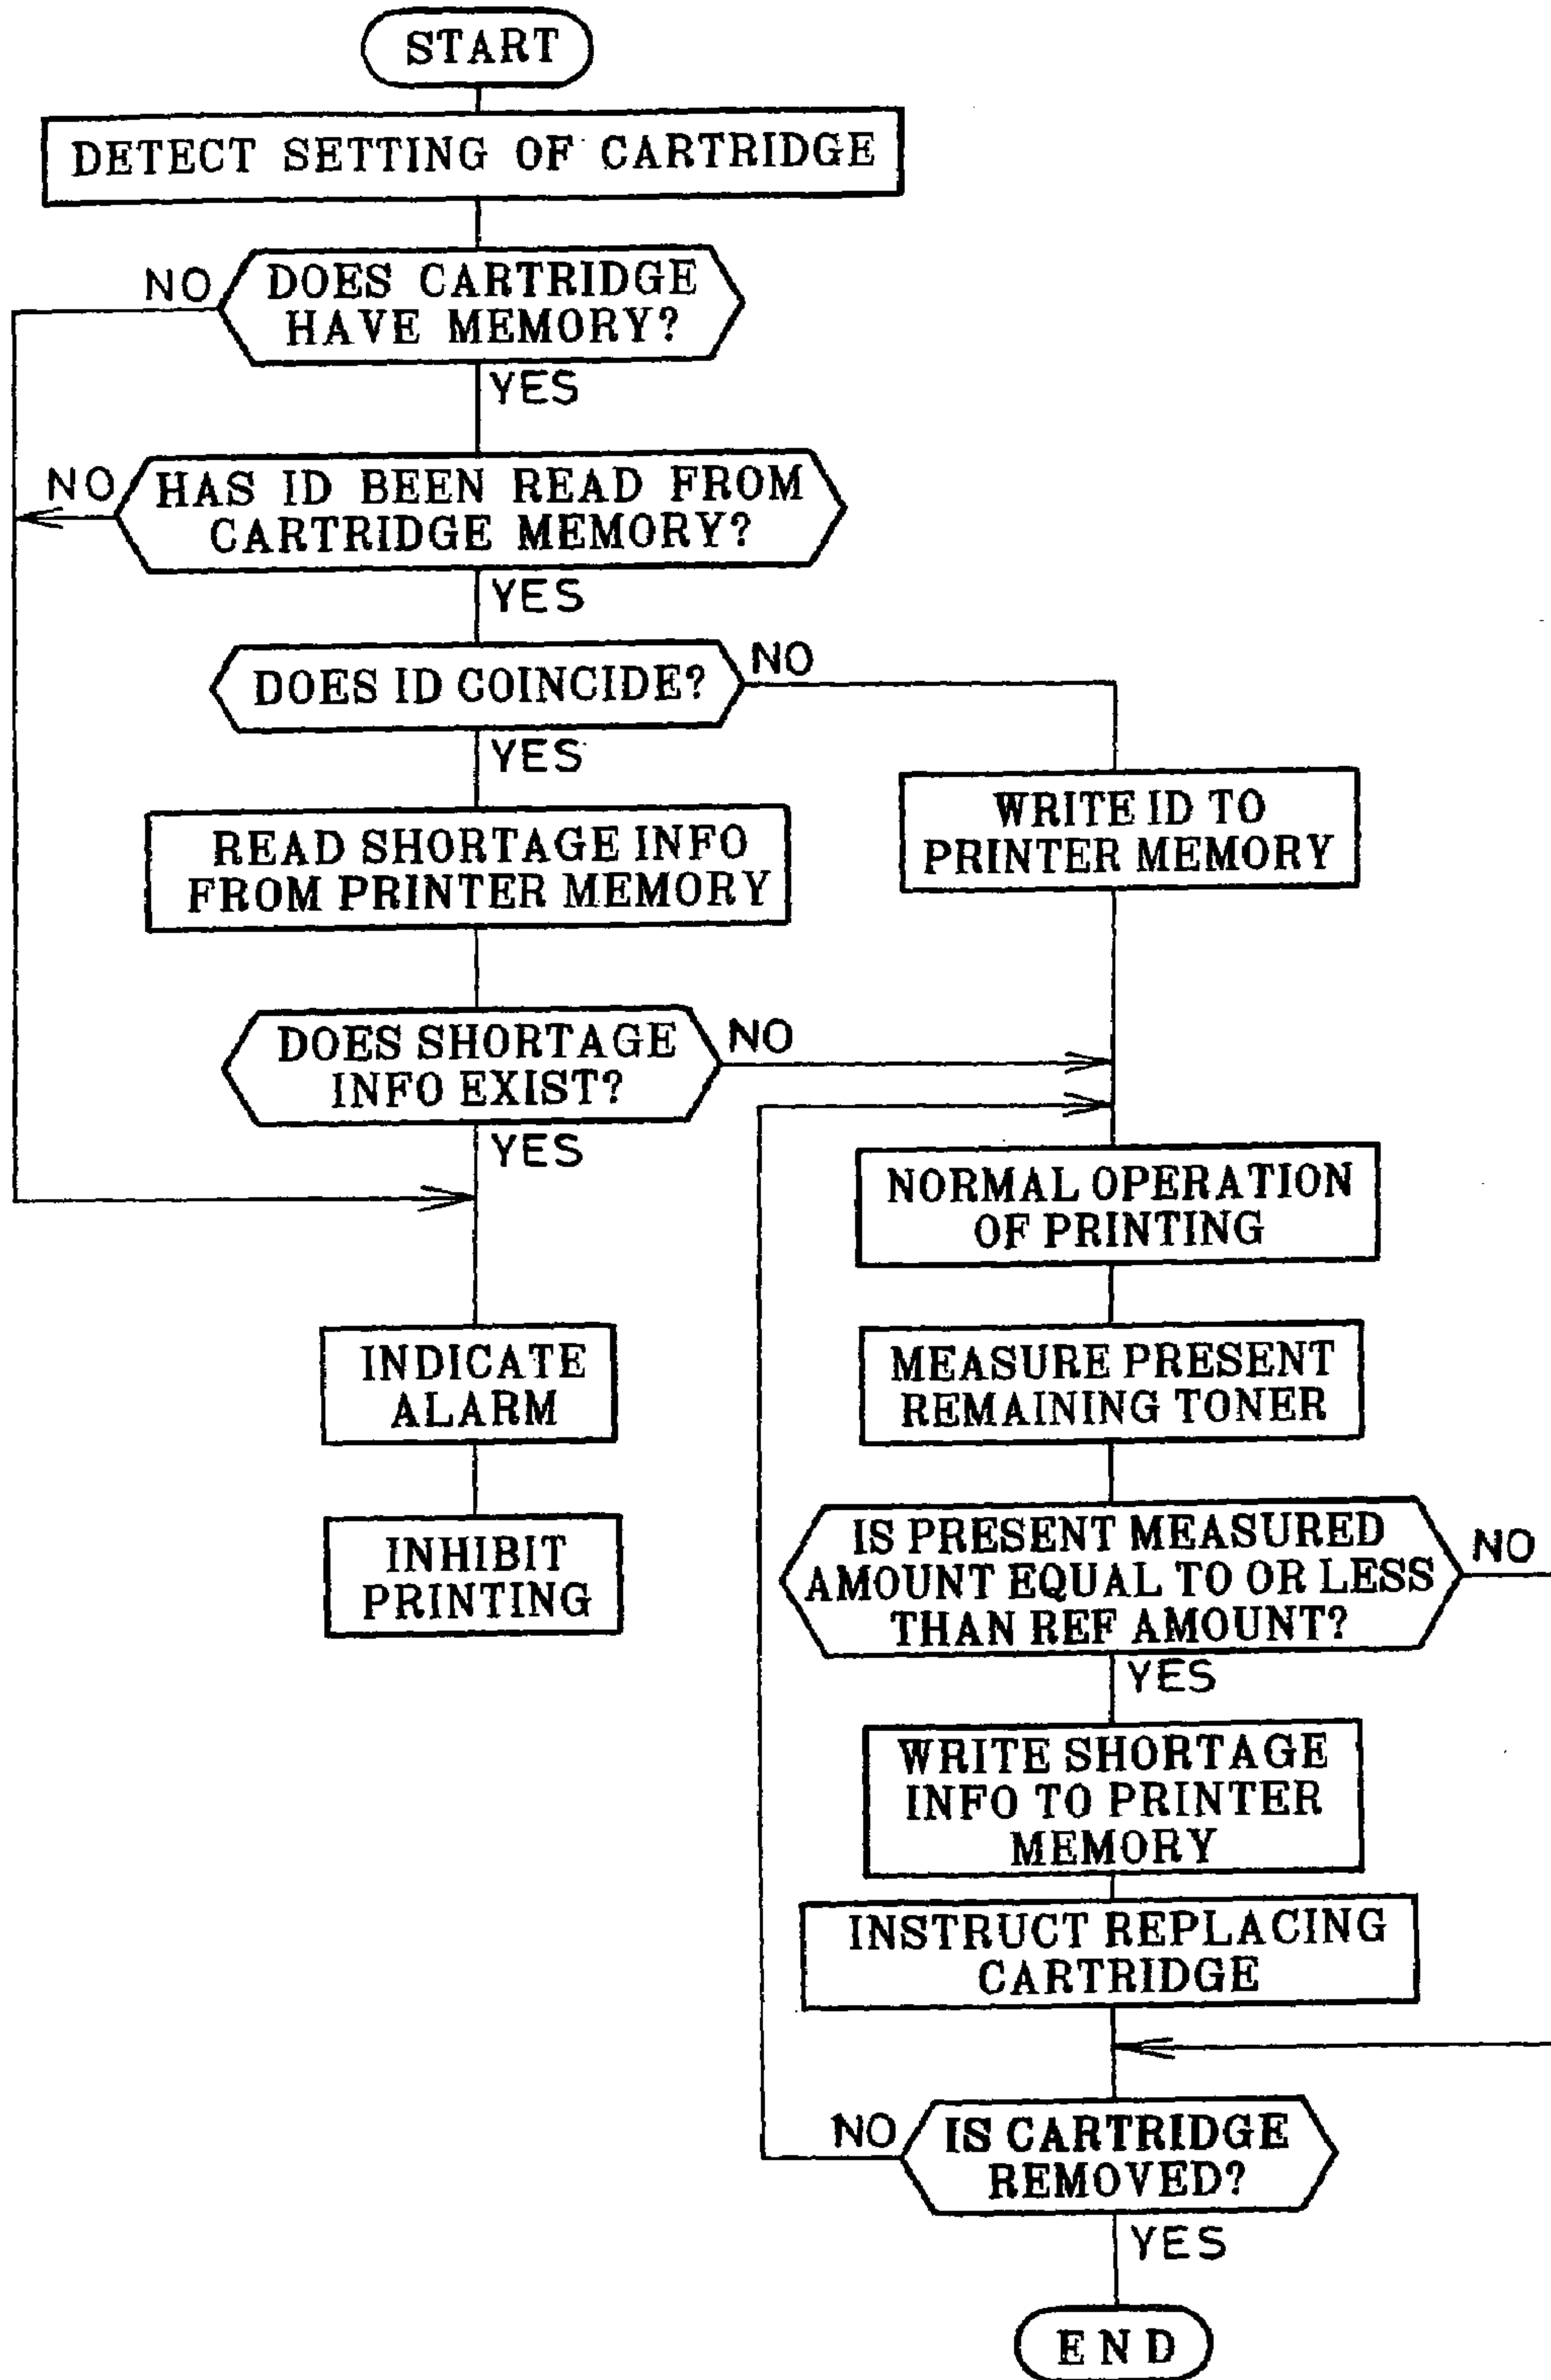 START
DETECT SETTING OF CARTRIDGE
NO
DOES CARTRIDGE
HAVE MEMORY?
YES
NO
HAS ID BEEN READ FROM
CARTRIDGE MEMORY?
YES
DOES ID COINCIDE?
NO
YES
READ SHORTAGE INFO
FROM PRINTER MEMORY
WRITE ID TO
PRINTER MEMORY
DOES SHORTAGE
INFO EXIST?
NO
YES
INDICATE
ALARM
INHIBIT
PRINTING
NORMAL OPERATION
OF PRINTING
MEASURE PRESENT
REMAINING TONER
IS PRESENT MEASURED
AMOUNT EQUAL TO OR LESS
THAN REF AMOUNT?
NO
YES
WRITE SHORTAGE
INFO TO PRINTER
MEMORY
INSTRUCT REPLACING
CARTRIDGE
NO
IS CARTRIDGE
REMOVED?
YES
END